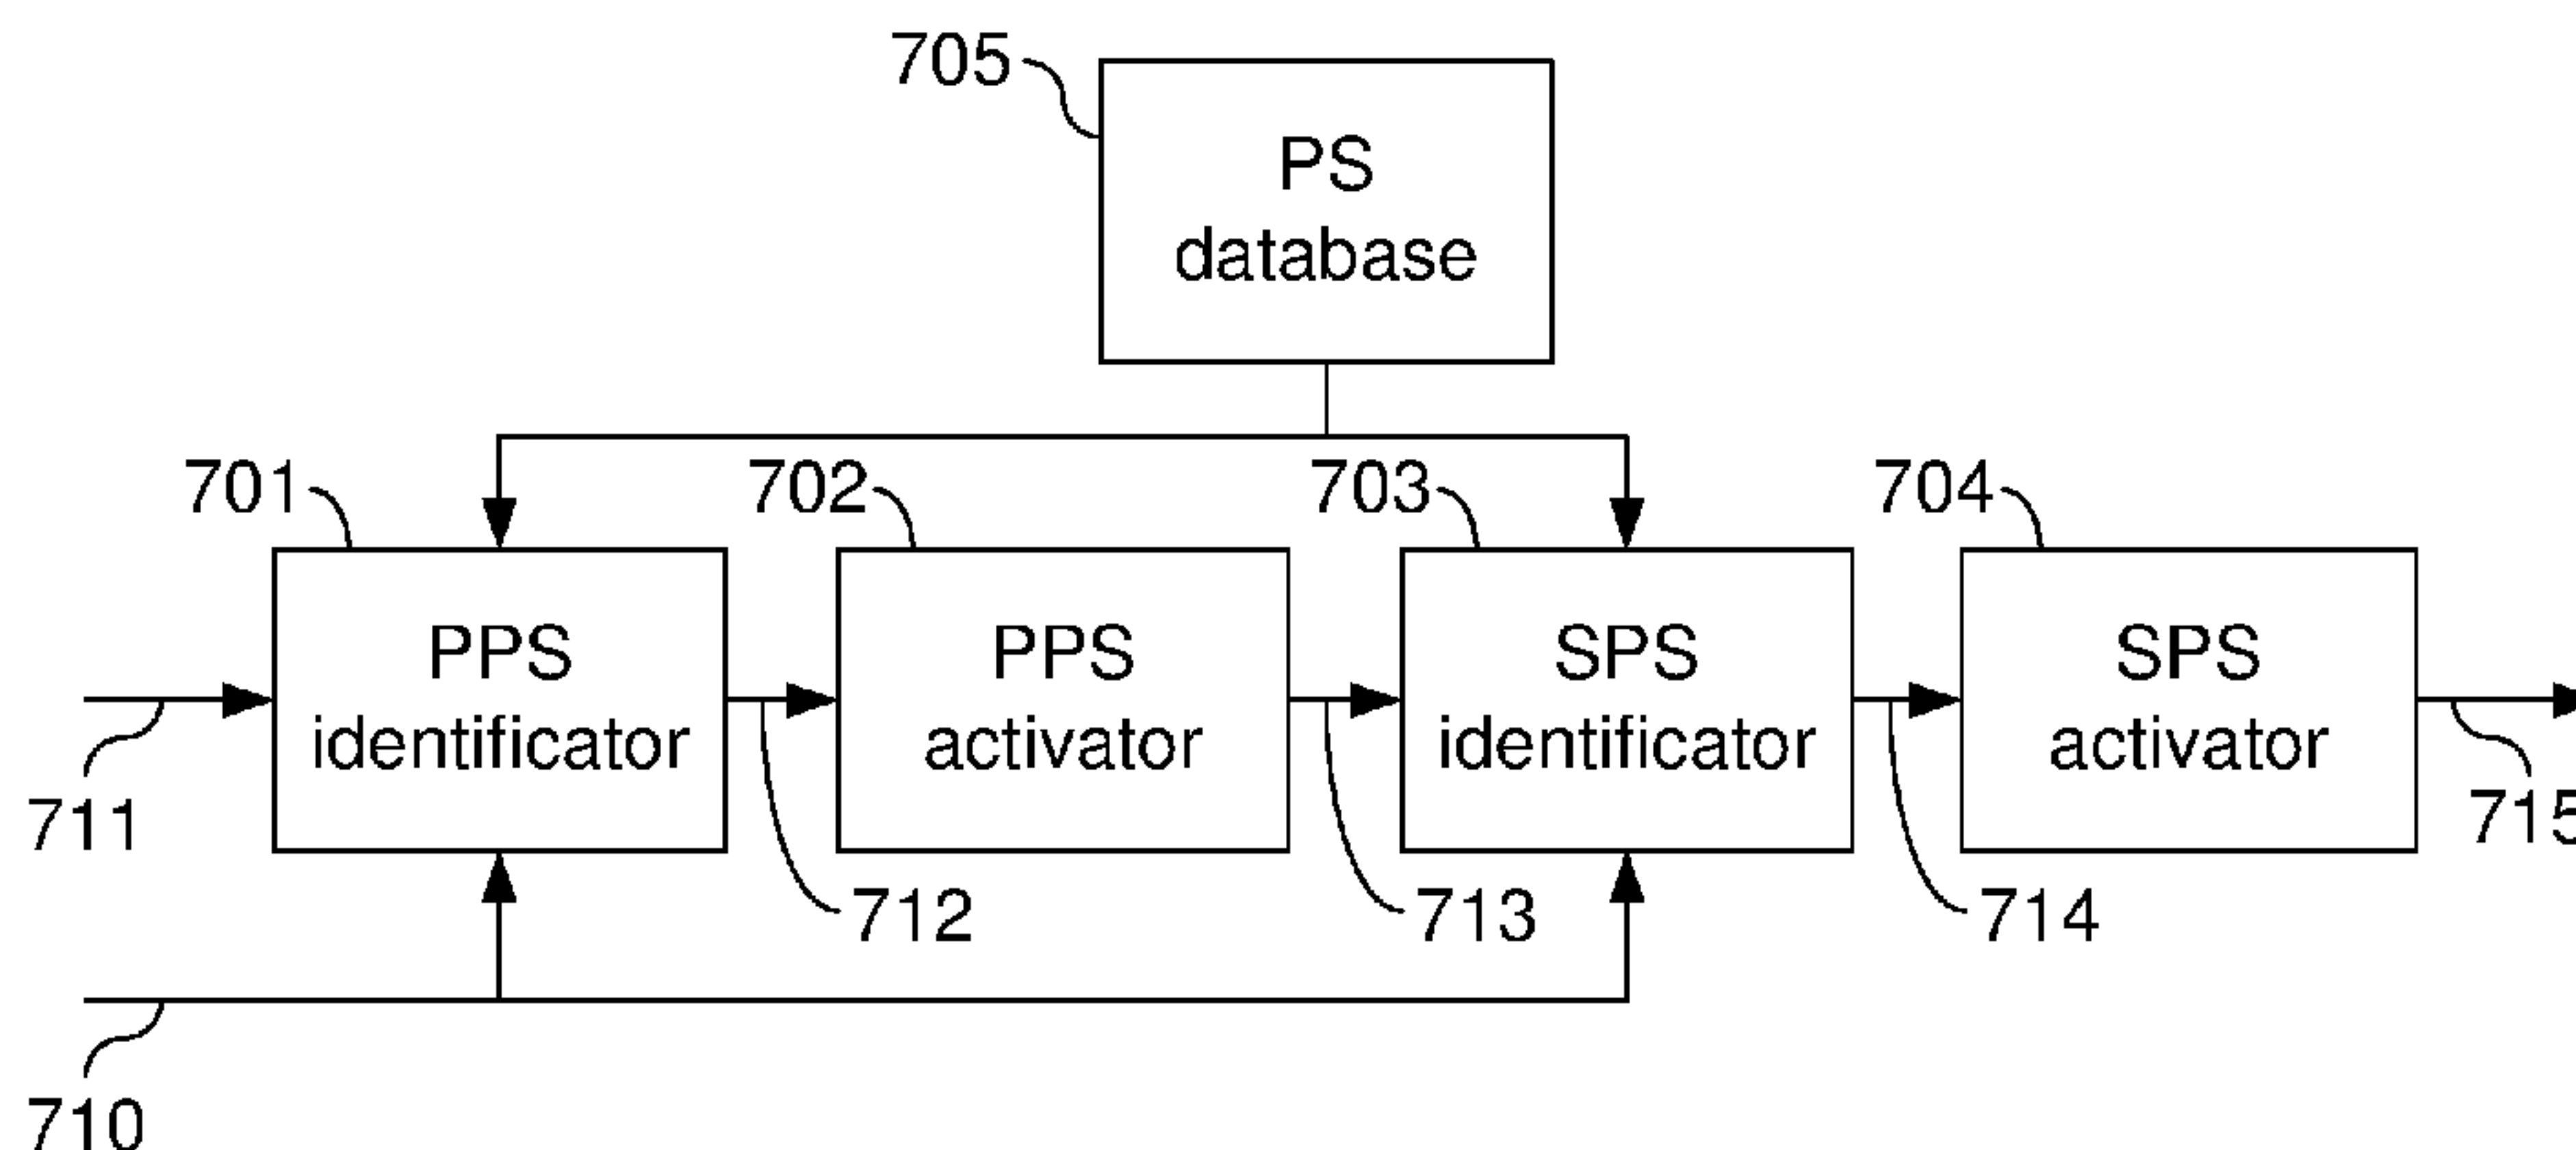 705
PS
database
701
702
703
704
PPS
identificator
PPS
activator
SPS
identificator
SPS
activator
711
715
712
713
714
710